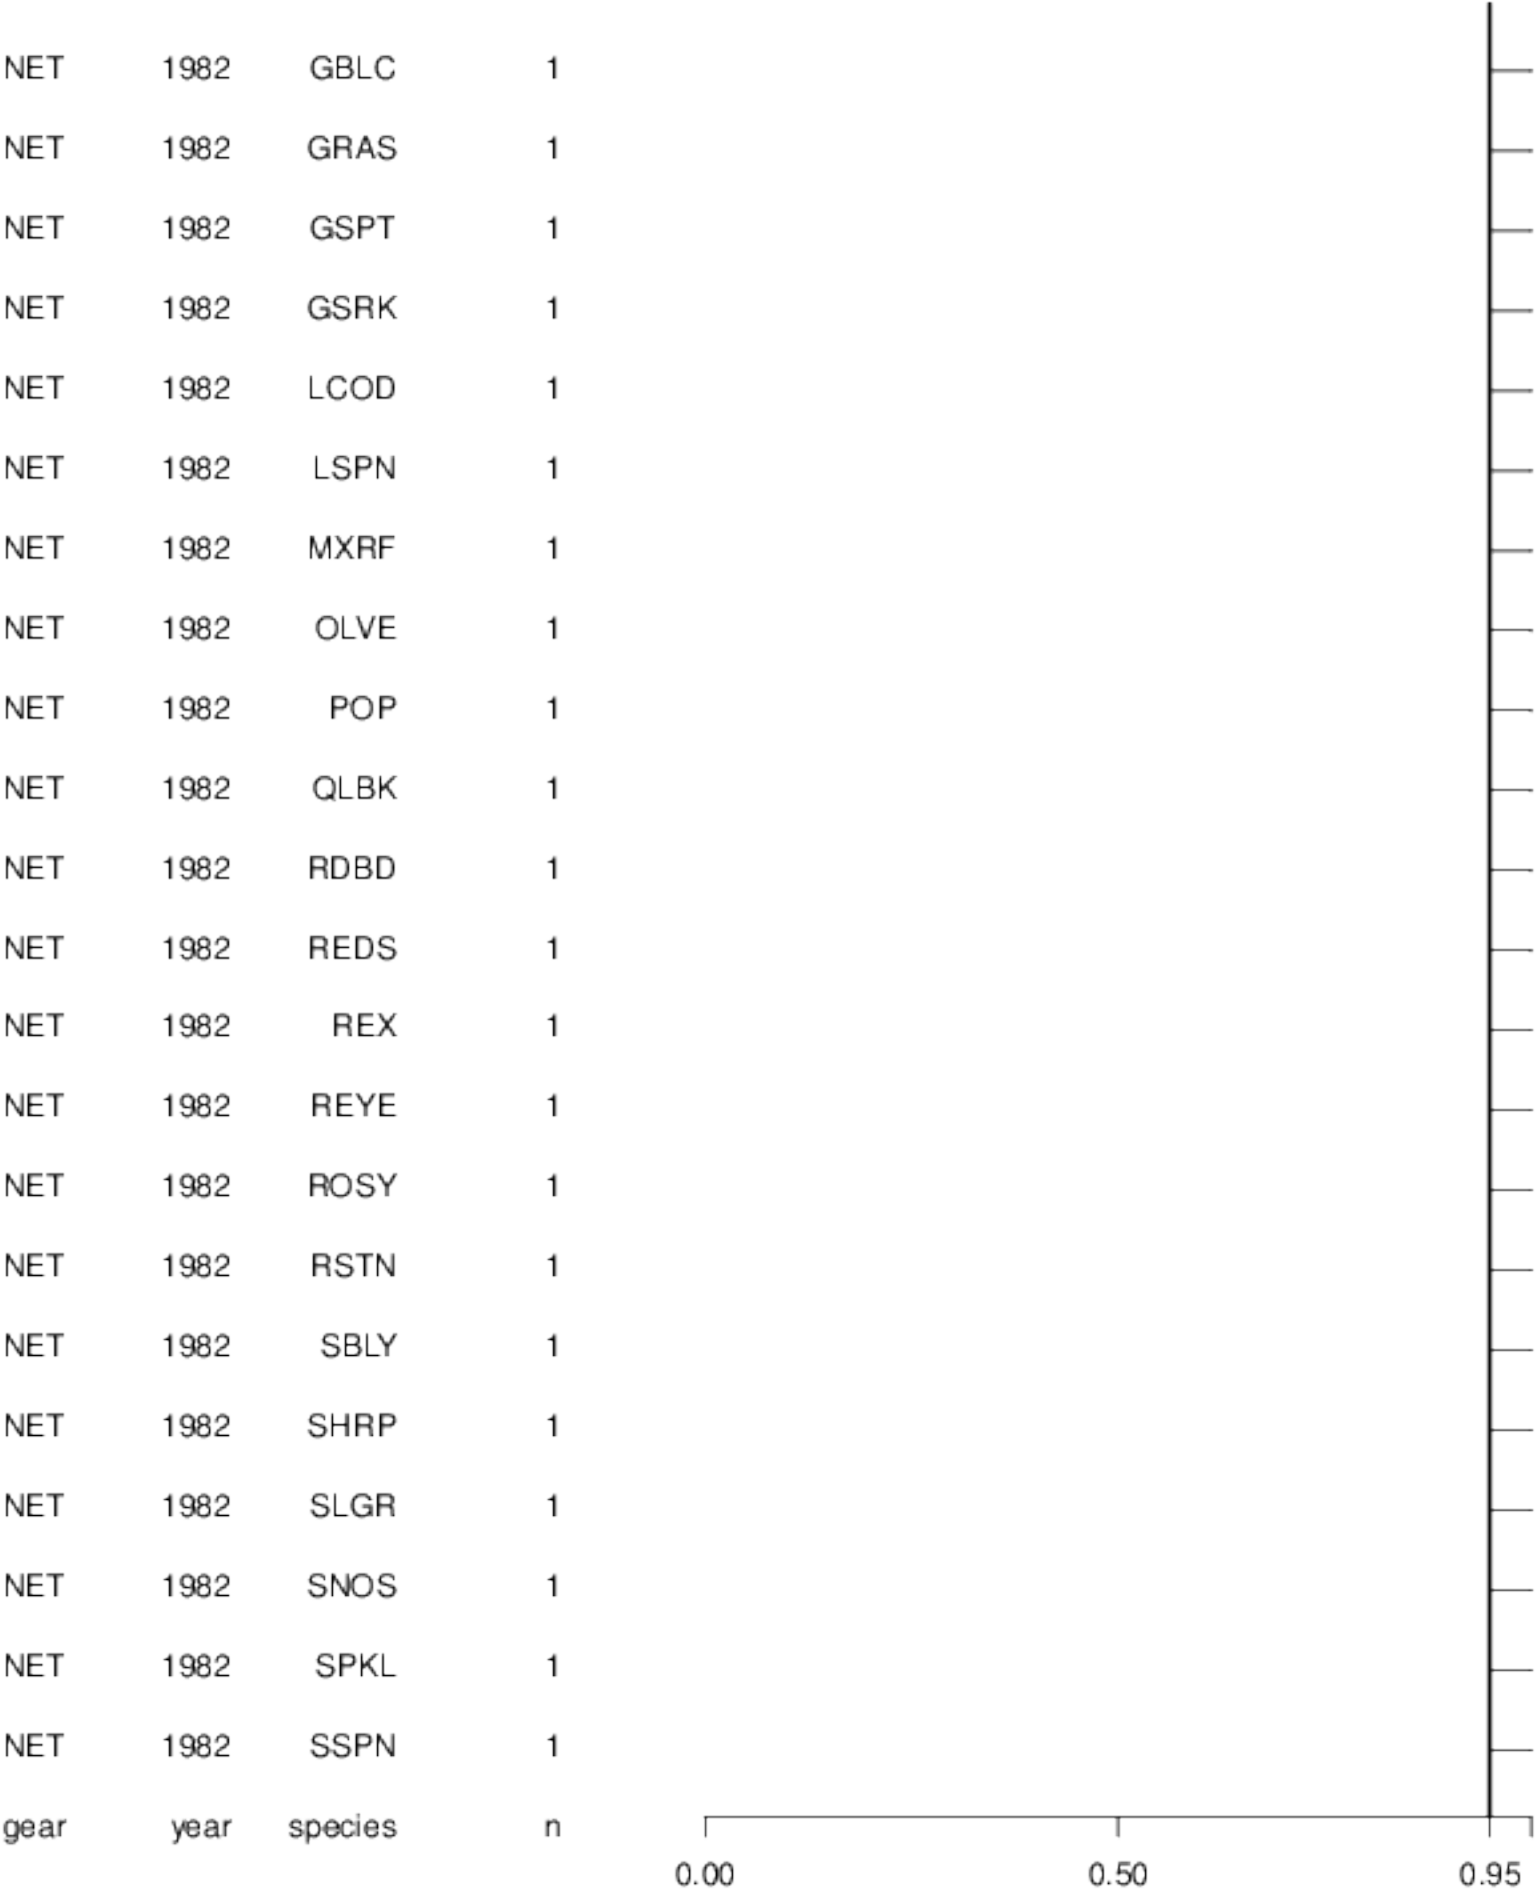 NET 1982 GBLC 1
NET 1982 GRAS 1
NET 1982 GSPT 1
NET 1982 GSRK 1
NET 1982 LCOD 1
NET 1982 LSPN 1
NET 1982 MXRF 1
NET 1982 OLVE 1
NET 1982 POP 1
NET 1982 QLBK 1
NET 1982 RDBD 1
NET 1982 REDS 1
NET 1982 REX 1
NET 1982 REYE 1
NET 1982 ROSY 1
NET 1982 RSTN 1
NET 1982 SBLY 1
NET 1982 SHRP 1
NET 1982 SLGR 1
NET 1982 SNOS 1
NET 1982 SPKL 1
NET 1982 SSPN 1
gear year species n
0.00 0.50 0.95